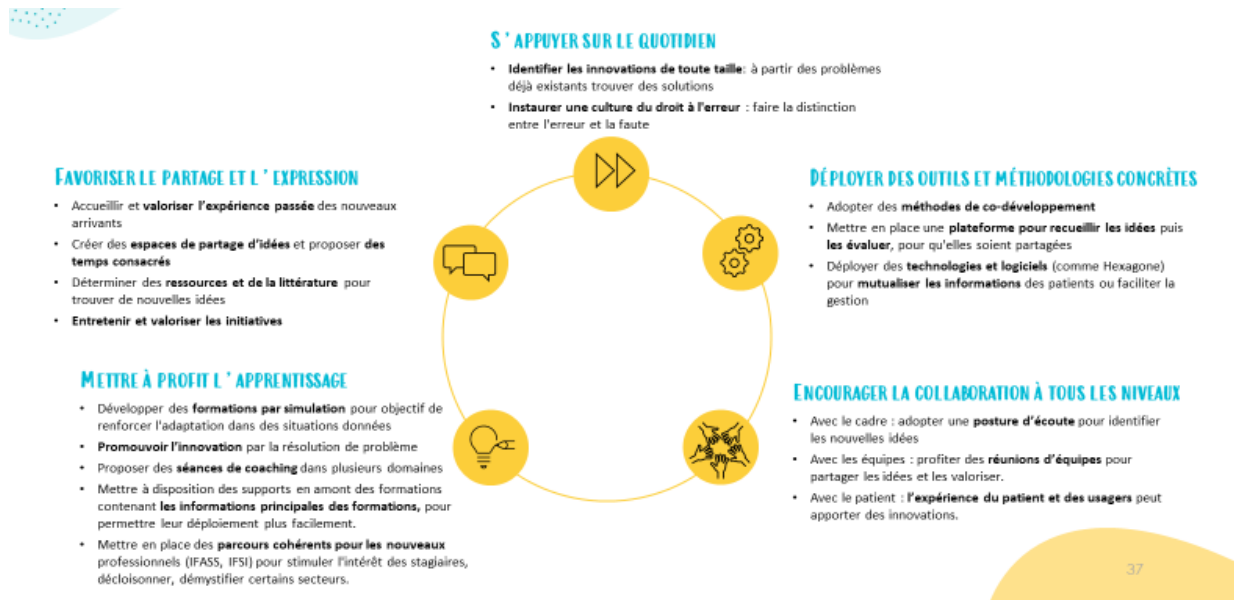 S'APPUYER SUR LE QUOTIDIEN
• Identifier les innovations de toute taille: à partir des problèmes
déjà existants trouver des solutions
• Instaurer une culture du droit à l'erreur : faire la distinction
entre l'erreur et la faute
FAVORISER LE PARTAGE ET L'EXPRESSION
• Accueillir et valoriser l'expérience passée des nouveaux
arrivants
• Créer des espaces de partage d'idées et proposer des
temps consacrés
• Déterminer des ressources et de la littérature pour
trouver de nouvelles idées
• Entretenir et valoriser les initiatives
DÉPLOYER DES OUTILS ET MÉTHODOLOGIES CONCRÈTES
• Adopter des méthodes de co-développement
• Mettre en place une plateforme pour recueillir les idées puis
les évaluer, pour qu'elles soient partagées
• Déployer des technologies et logiciels (comme Hexagone)
pour mutualiser les informations des patients ou faciliter la
gestion
METTRE À PROFIT L'APPRENTISSAGE
• Développer des formations par simulation pour objectif de
renforcer l'adaptation dans des situations données
• Promouvoir l'innovation par la résolution de problème
• Proposer des séances de coaching dans plusieurs domaines
• Mettre à disposition des supports en amont des formations
contenant les informations principales des formations, pour
permettre leur déploiement plus facilement.
• Mettre en place des parcours cohérents pour les nouveaux
professionnels (IFASS, IFSI) pour stimuler l'intérêt des stagiaires,
décloisonner, démystifier certains secteurs.
ENCOURAGER LA COLLABORATION À TOUS LES NIVEAUX
• Avec le cadre : adopter une posture d'écoute pour identifier
les nouvelles idées
• Avec les équipes : profiter des réunions d'équipes pour
partager les idées et les valoriser.
• Avec le patient : l'expérience du patient et des usagers peut
apporter des innovations.
37